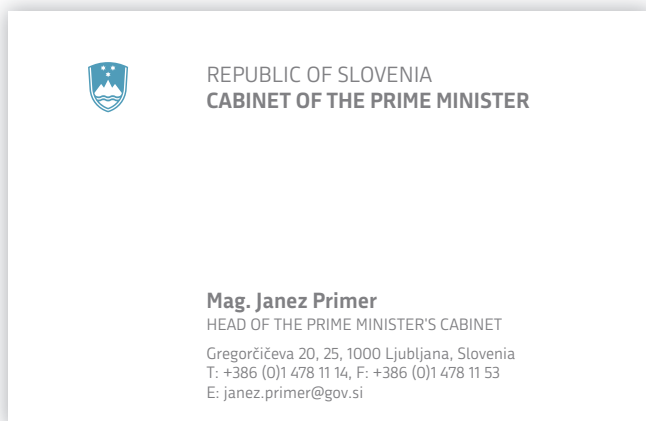 REPUBLIC OF SLOVENIA
CABINET OF THE PRIME MINISTER
Mag. Janez Primer
HEAD OF THE PRIME MINISTER'S CABINET
Gregorčičeva 20, 25, 1000 Ljubljana, Slovenia
T: +386 (0)1 478 11 14, F: +386 (0)1 478 11 53
E: janez.primer@gov.si